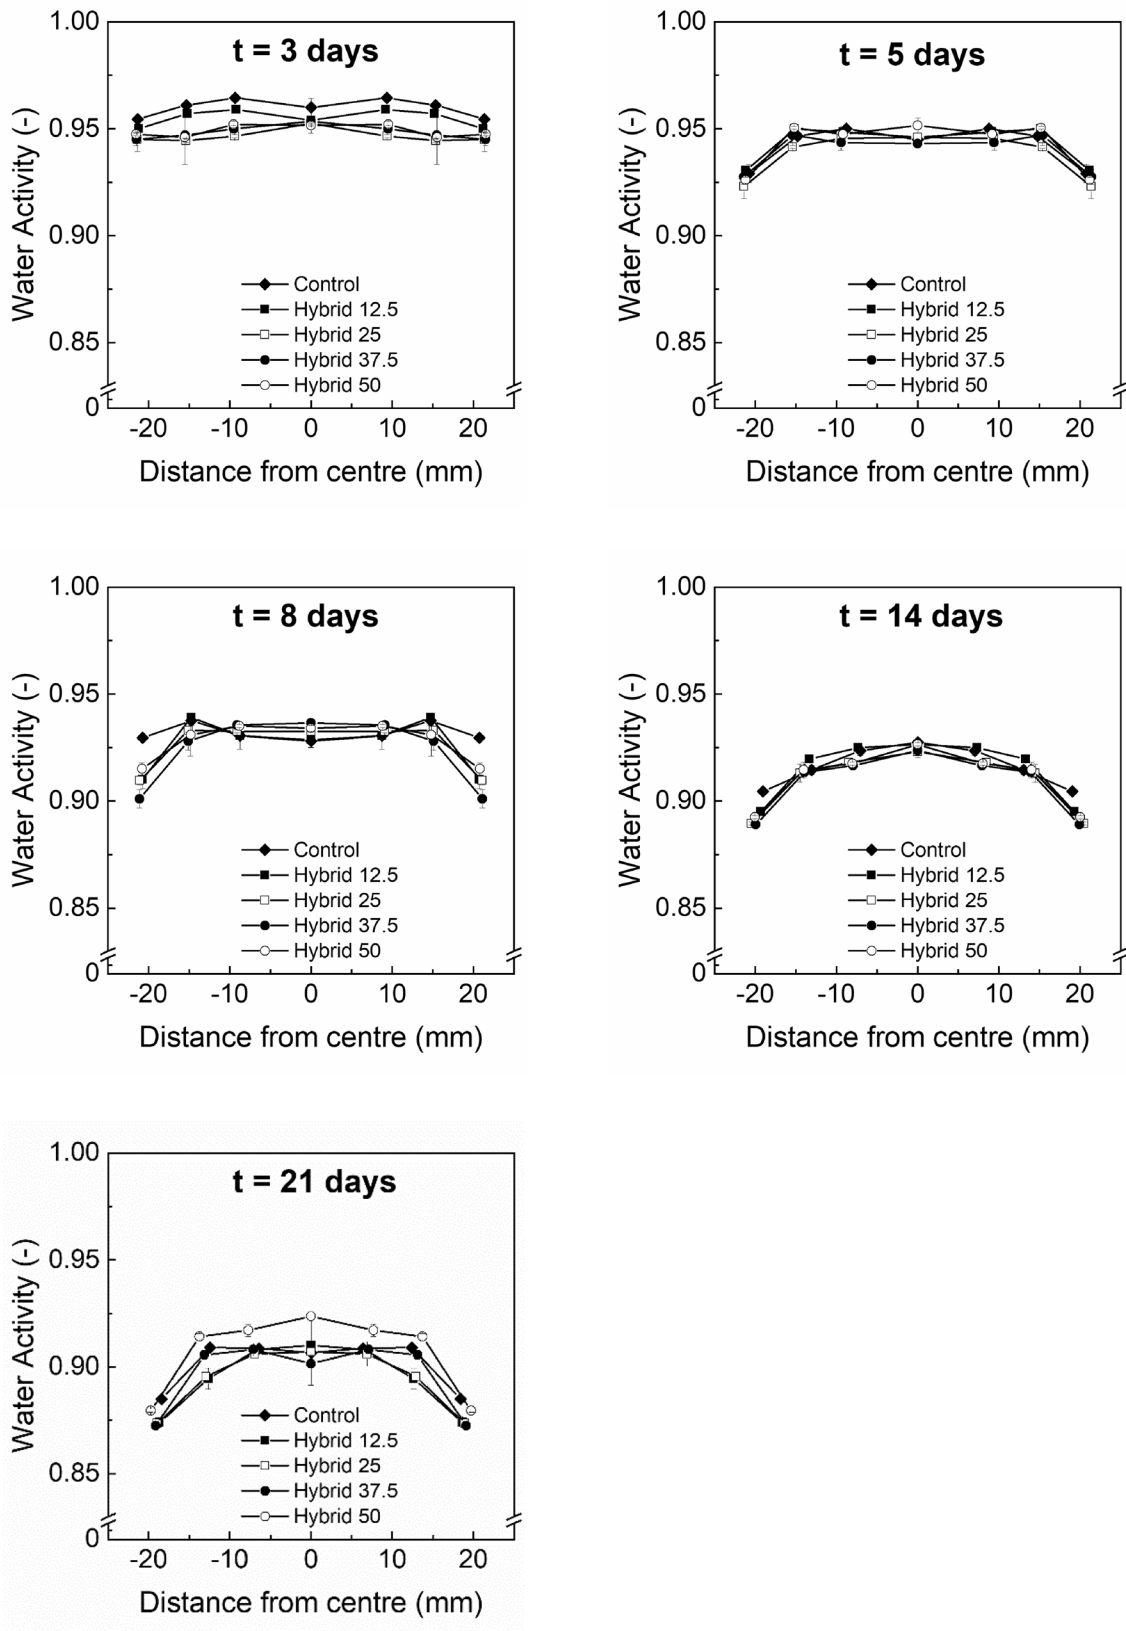 t = 3 days
Water Activity (-)
1.00
0.95
0.90
0.85
0
Control
Hybrid 12.5
Hybrid 25
Hybrid 37.5
Hybrid 50
-20 -10 0 10 20
Distance from centre (mm)
t = 5 days
Water Activity (-)
1.00
0.95
0.90
0.85
0
Control
Hybrid 12.5
Hybrid 25
Hybrid 37.5
Hybrid 50
-20 -10 0 10 20
Distance from centre (mm)
t = 8 days
Water Activity (-)
1.00
0.95
0.90
0.85
0
Control
Hybrid 12.5
Hybrid 25
Hybrid 37.5
Hybrid 50
-20 -10 0 10 20
Distance from centre (mm)
t = 14 days
Water Activity (-)
1.00
0.95
0.90
0.85
0
Control
Hybrid 12.5
Hybrid 25
Hybrid 37.5
Hybrid 50
-20 -10 0 10 20
Distance from centre (mm)
t = 21 days
Water Activity (-)
1.00
0.95
0.90
0.85
0
Control
Hybrid 12.5
Hybrid 25
Hybrid 37.5
Hybrid 50
-20 -10 0 10 20
Distance from centre (mm)